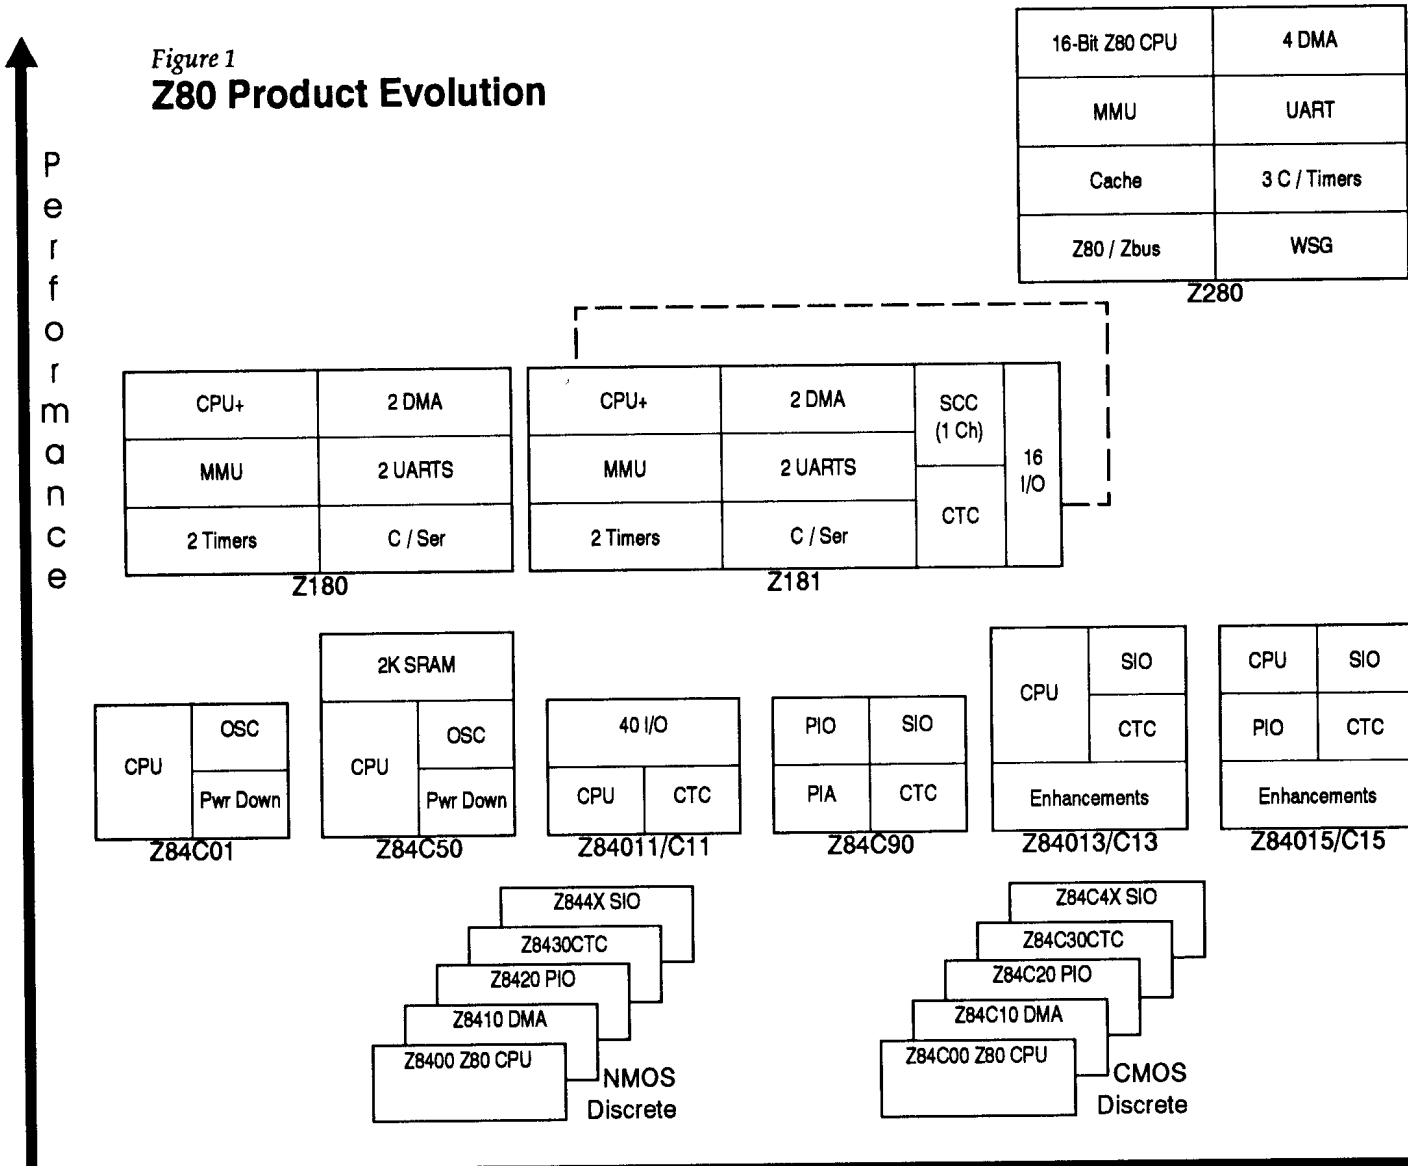 Figure 1
Z80 Product Evolution
Performance
16-Bit Z80 CPU
4 DMA
MMU
UART
Cache
3 C / Timers
Z80 / Zbus
WSG
Z280
CPU+
2 DMA
MMU
2 UARTS
2 Timers
C / Ser
Z180
CPU+
2 DMA
MMU
2 UARTS
2 Timers
C / Ser
SCC
(1 Ch)
CTC
16
I/O
Z181
CPU
OSC
Pwr Down
Z84C01
2K SRAM
CPU
OSC
Pwr Down
Z84C50
40 I/O
CPU
CTC
Z84011/C11
PIO
SIO
PIA
CTC
Z84C90
CPU
SIO
CTC
Enhancements
Z84013/C13
CPU
SIO
PIO
CTC
Enhancements
Z84015/C15
Z844X SIO
Z8430CTC
Z8420 PIO
Z8410 DMA
Z8400 Z80 CPU
NMOS
Discrete
Z84C4X SIO
Z84C30CTC
Z84C20 PIO
Z84C10 DMA
Z84C00 Z80 CPU
CMOS
Discrete